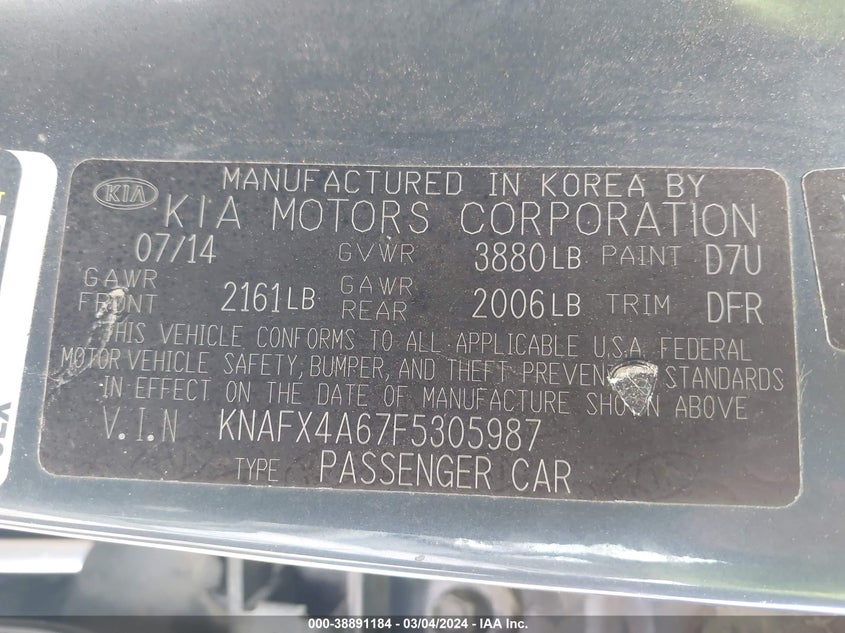 MANUFACTURED IN KOREA BY
KIA KIA MOTORS CORPORATION
07/14 GVWR 3880LB PAINT D7U
GAWR FRONT 2161LB GAWR REAR 2006LB TRIM DFR
THIS VEHICLE CONFORMS TO ALL APPLICABLE U.S.A. FEDERAL
MOTOR VEHICLE SAFETY, BUMPER, AND THEFT PREVEN STANDARDS
IN EFFECT ON THE DATE OF MANUFACTURE SHOWN ABOVE
V.I.N KNAFX4A67F5305987
TYPE PASSENGER CAR
000-38891184 - 03/04/2024 - IAA Inc.